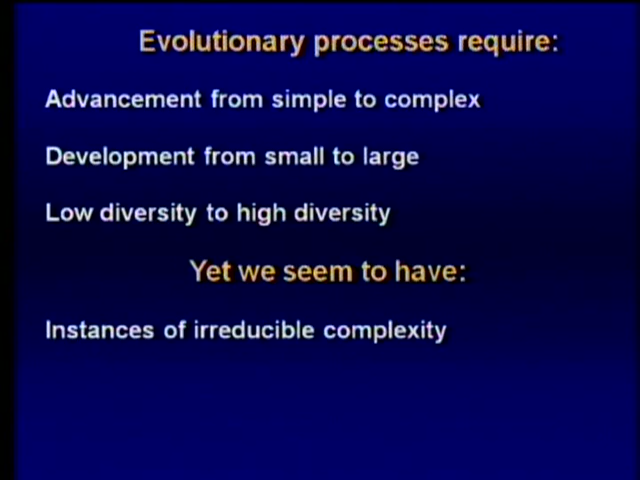 Evolutionary processes require:
Advancement from simple to complex
Development from small to large
Low diversity to high diversity
Yet we seem to have:
Instances of irreducible complexity